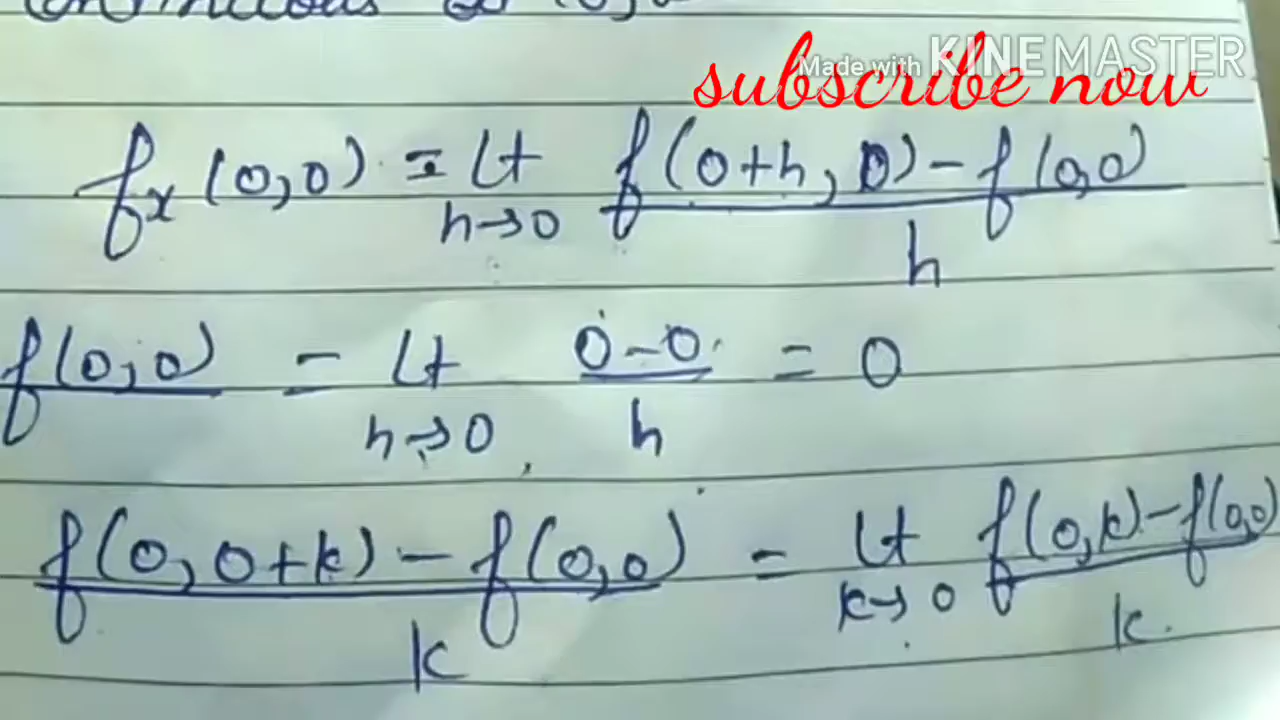 continuous
Made with KINEMASTER
subscribe now
fx (0,0) = Lt f(0+h, 0) - f(0,0)
h→0 h
f(0,0) - Lt 0-0 = 0
h→0 h
f(0, 0+k) - f(0,0) = Lt f(0,k) - f(0,0)
k k→0 k